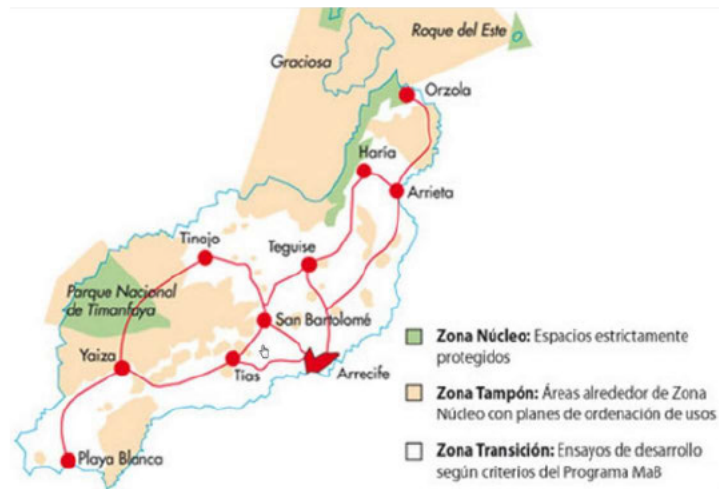 Roque del Este
Graciosa
Orzola
Haría
Arrieta
Tinajo
Teguise
Parque Nacional
de Timanfaya
San Bartolomé
Yaiza
Tías
Arrecife
Playa Blanca
Zona Núcleo: Espacios estrictamente
protegidos
Zona Tampón: Áreas alrededor de Zona
Núcleo con planes de ordenación de usos
Zona Transición: Ensayos de desarrollo
según criterios del Programa MaB